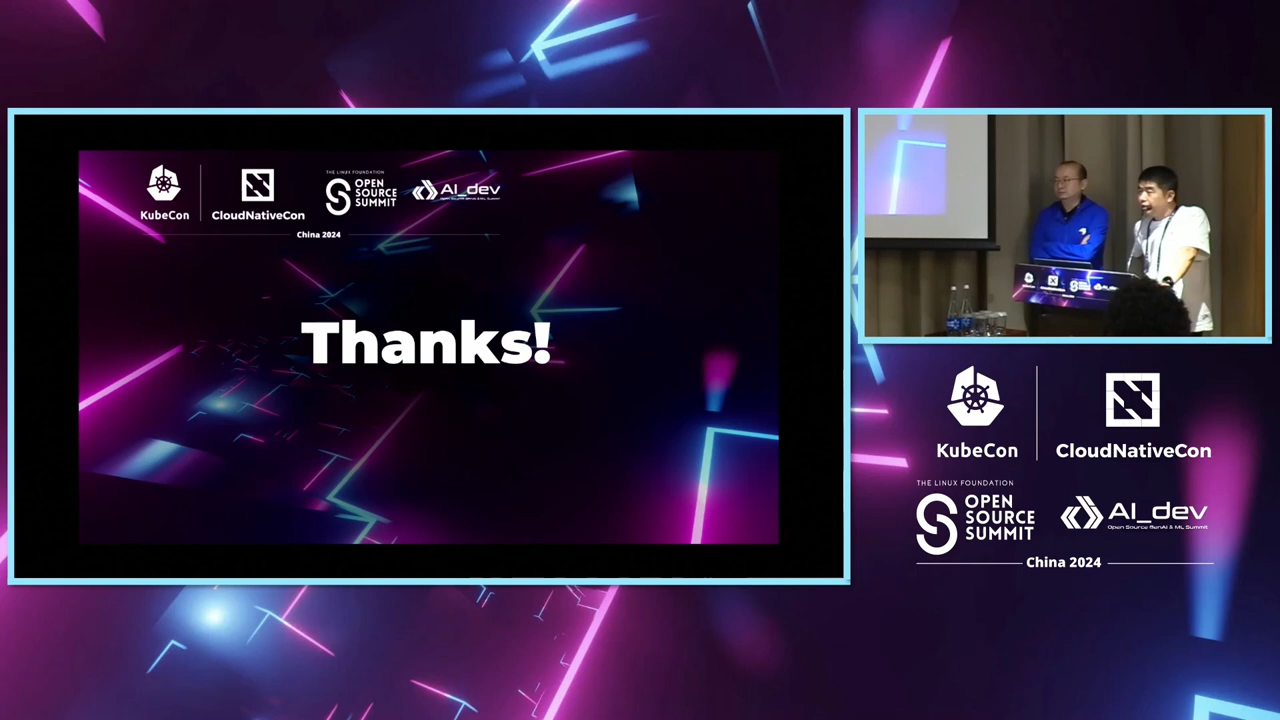 KubeCon
CloudNativeCon
THE LINUX FOUNDATION
OPEN
SOURCE
SUMMIT
AI_dev
China 2024
Thanks!
KubeCon
CloudNativeCon
THE LINUX FOUNDATION
OPEN
SOURCE
SUMMIT
AI_dev
Open Source GenAI & ML Summit
China 2024